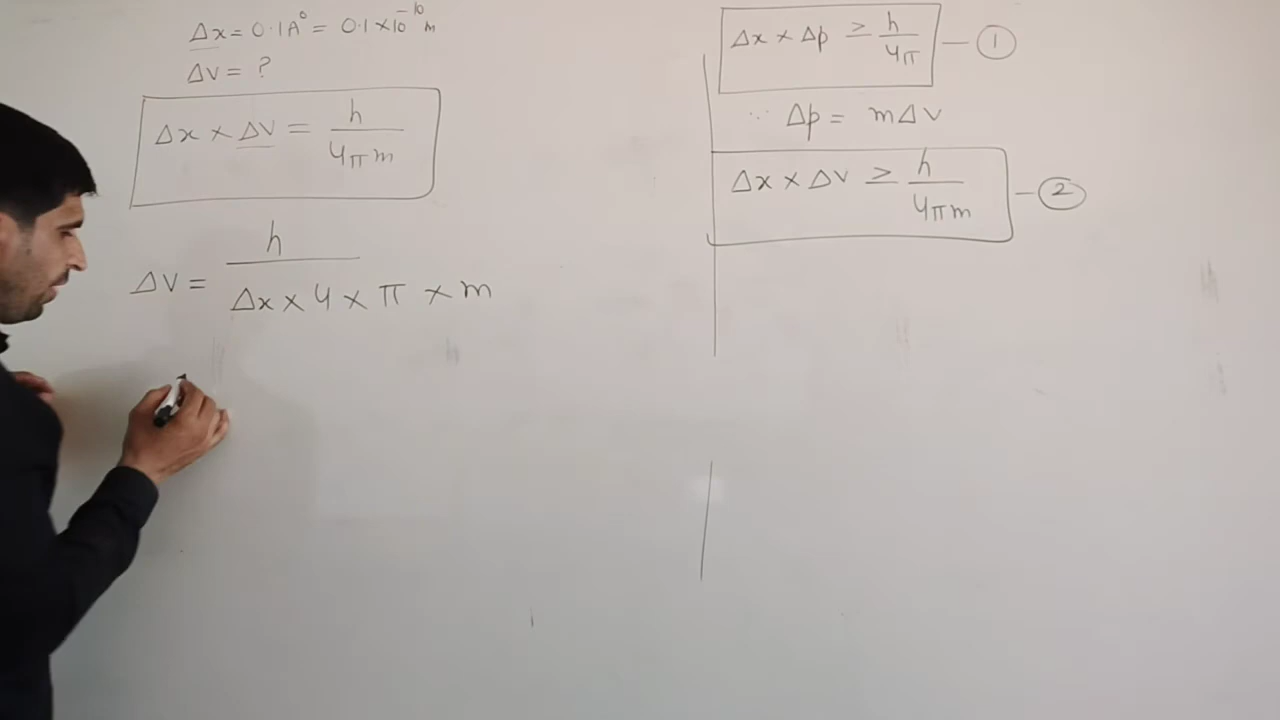 Δx = 0.1A° = 0.1 × 10⁻¹⁰ m
Δv = ?
Δx × Δv = h / 4πm
Δv = h / Δx × 4 × π × m
Δx × Δp ≥ h / 4π — ①
∵ Δp = mΔv
Δx × Δv ≥ h / 4πm — ②